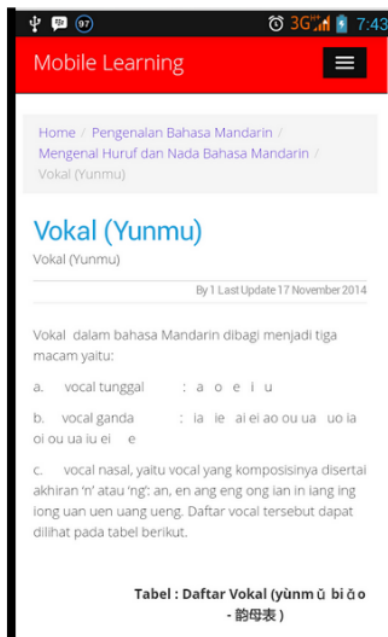 97 3G H+ 7:43
Mobile Learning
Home / Pengenalan Bahasa Mandarin /
Mengenal Huruf dan Nada Bahasa Mandarin /
Vokal (Yunmu)
Vokal (Yunmu)
Vokal (Yunmu)
By 1 Last Update 17 November 2014
Vokal dalam bahasa Mandarin dibagi menjadi tiga
macam yaitu:
a. vocal tunggal : a o e i u
b. vocal ganda : ia ie ai ei ao ou ua uo ia
oi ou ua iu ei e
c. vocal nasal, yaitu vocal yang komposisinya disertai
akhiran ‘n’ atau ‘ng’: an, en ang eng ong ian in iang ing
iong uan uen uang ueng. Daftar vocal tersebut dapat
dilihat pada tabel berikut.
Tabel : Daftar Vokal (yùnm ǔ bi ǎ o
- 韵母表 )